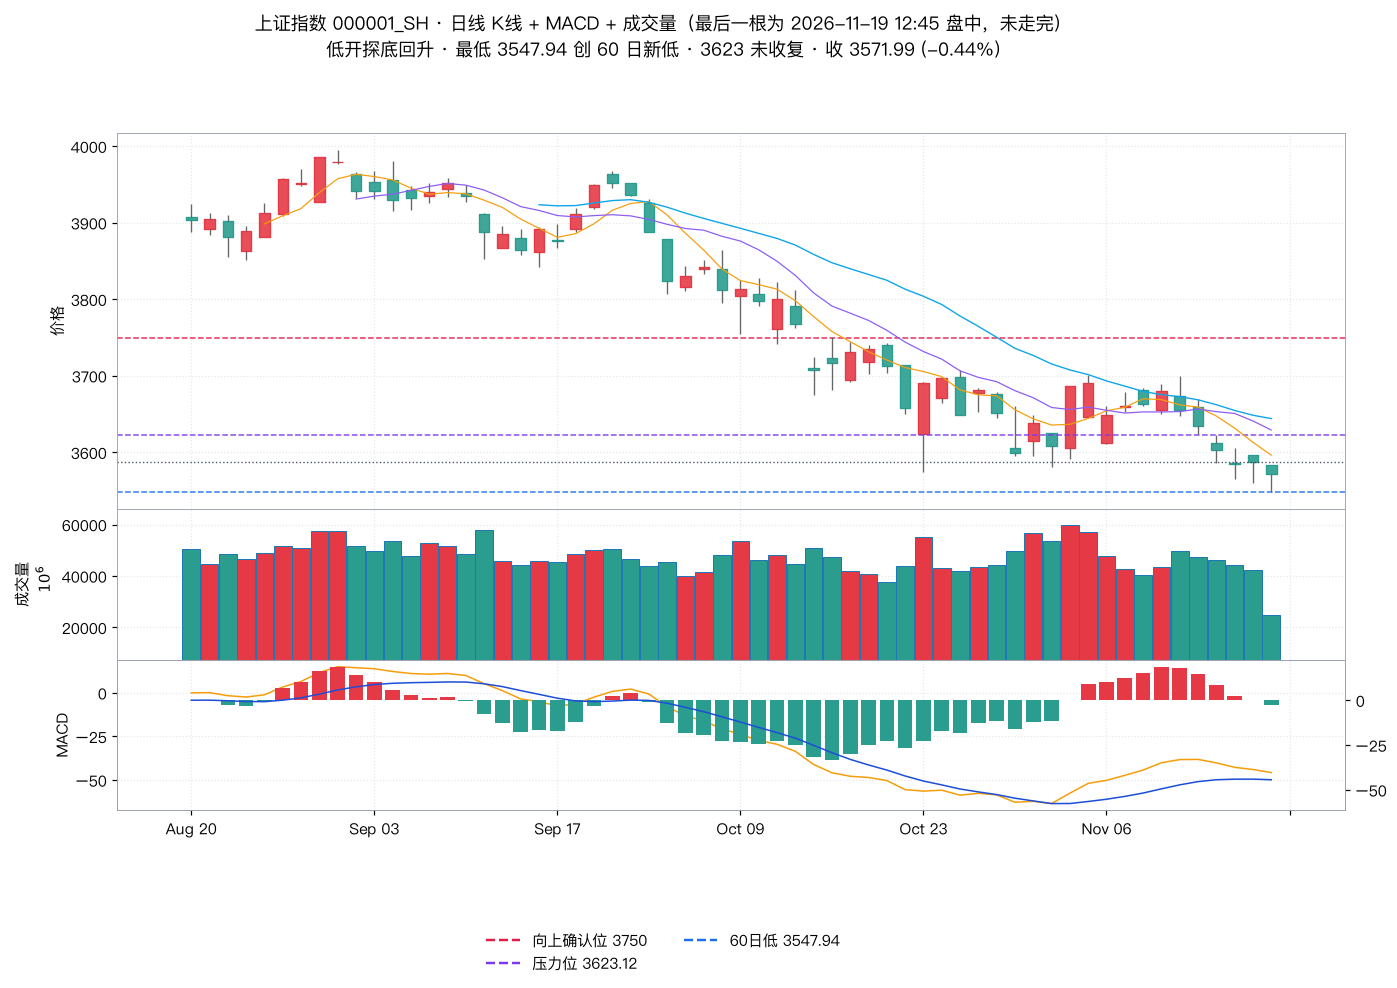 上证指数 000001_SH · 日线 K线 + MACD + 成交量（最后一根为 2026−11−19 12:45 盘中，未走完）
低开探底回升 · 最低 3547.94 创 60 日新低 · 3623 未收复 · 收 3571.99 (−0.44%)
4000
3900
3800
3700
3600
价格
60000
40000
20000
成交量
10⁶
0
−25
−50
MACD
0
−25
−50
Aug 20
Sep 03
Sep 17
Oct 09
Oct 23
Nov 06
向上确认位 3750
60日低 3547.94
压力位 3623.12